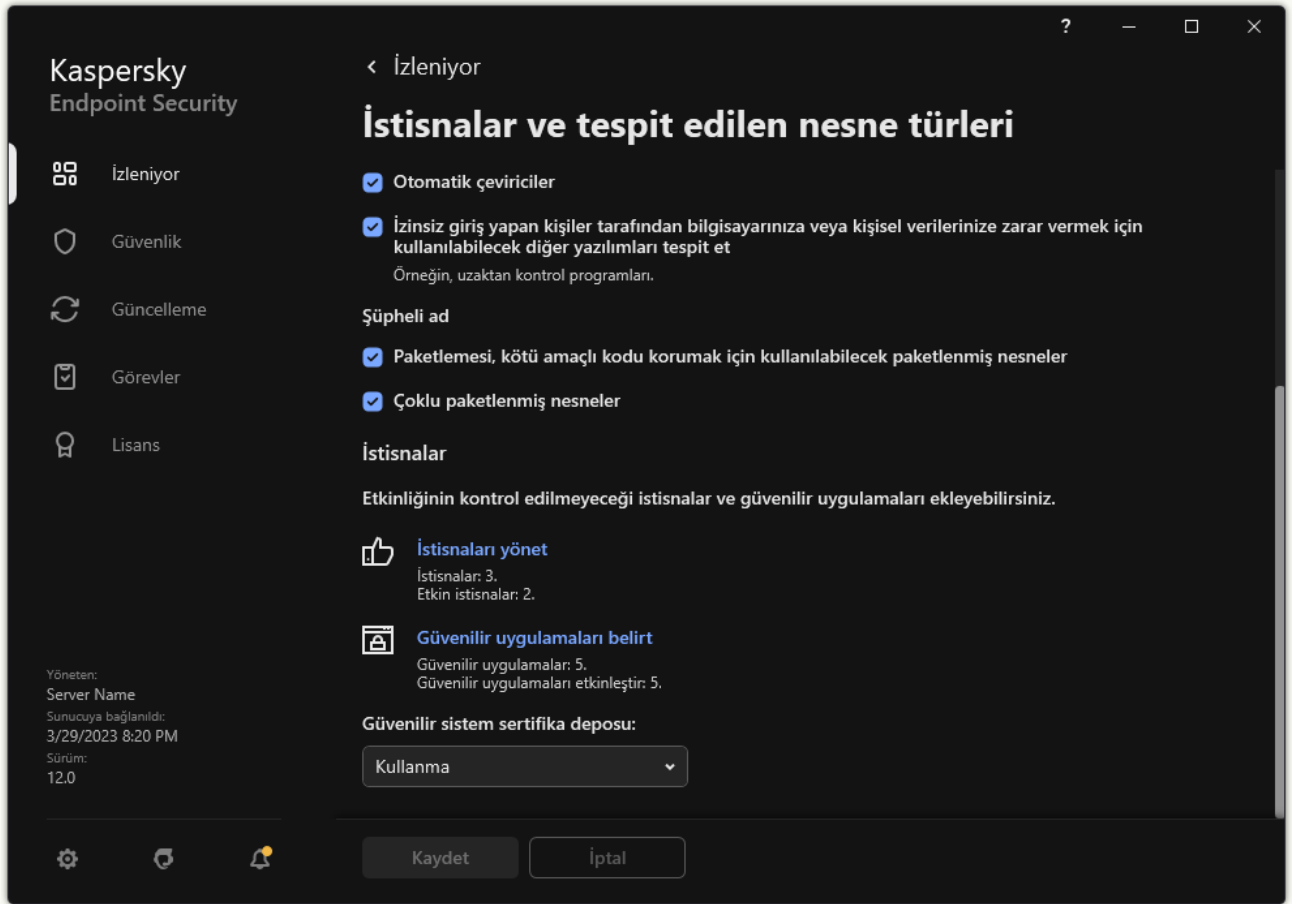 ?
Kaspersky
Endpoint Security
İzleniyor
Güvenlik
Güncelleme
Görevler
Lisans
Yöneten:
Server Name
Sunucuya bağlanıldı:
3/29/2023 8:20 PM
Sürüm:
12.0
İzleniyor
İstisnalar ve tespit edilen nesne türleri
Otomatik çeviriciler
İzinsiz giriş yapan kişiler tarafından bilgisayarınıza veya kişisel verilerinize zarar vermek için
kullanılabilecek diğer yazılımları tespit et
Örneğin, uzaktan kontrol programları.
Şüpheli ad
Paketlemesi, kötü amaçlı kodu korumak için kullanılabilecek paketlenmiş nesneler
Çoklu paketlenmiş nesneler
İstisnalar
Etkinliğinin kontrol edilmeyeceği istisnalar ve güvenilir uygulamaları ekleyebilirsiniz.
İstisnaları yönet
İstisnalar: 3.
Etkin istisnalar: 2.
Güvenilir uygulamaları belirt
Güvenilir uygulamalar: 5.
Güvenilir uygulamaları etkinleştir: 5.
Güvenilir sistem sertifika deposu:
Kullanma
Kaydet
İptal